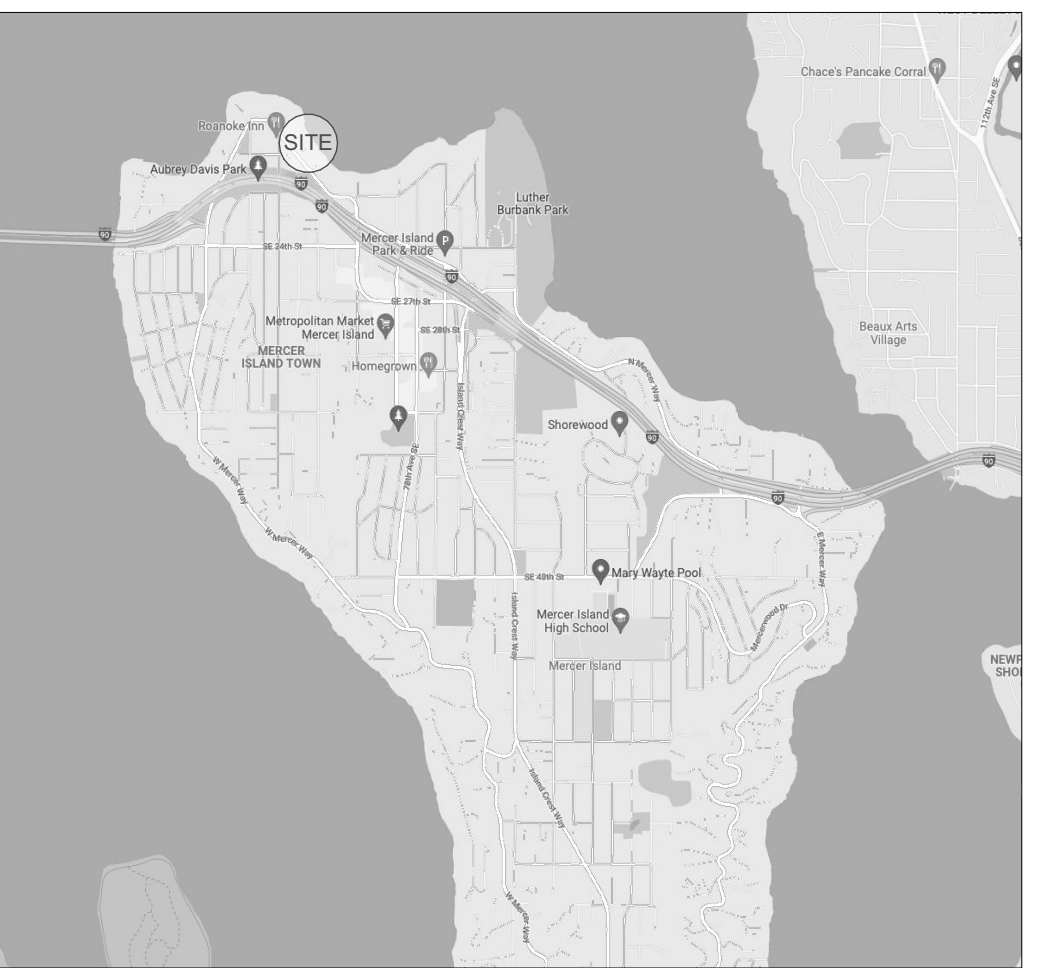 Chace's Pancake Corral
112th Ave SE
Roanoke Inn
SITE
Aubrey Davis Park
90
90
Luther
Burbank Park
90
Mercer Island
Park & Ride
P
SE 24th St
90
SE 27th St
Metropolitan Market
Mercer Island
SE 28th St
Beaux Arts
Village
MERCER
ISLAND TOWN
Homegrown
N Mercer Way
Island Crest Way
Shorewood
90
78th Ave SE
90
W Mercer Way
90
W Mercer Way
E Mercer Way
SE 40th St
Mary Wayte Pool
Island Crest Way
Mercer Island
High School
Mercerwood Dr
Mercer Island
NEWP
SHO
Island Crest Way
W Mercer Way